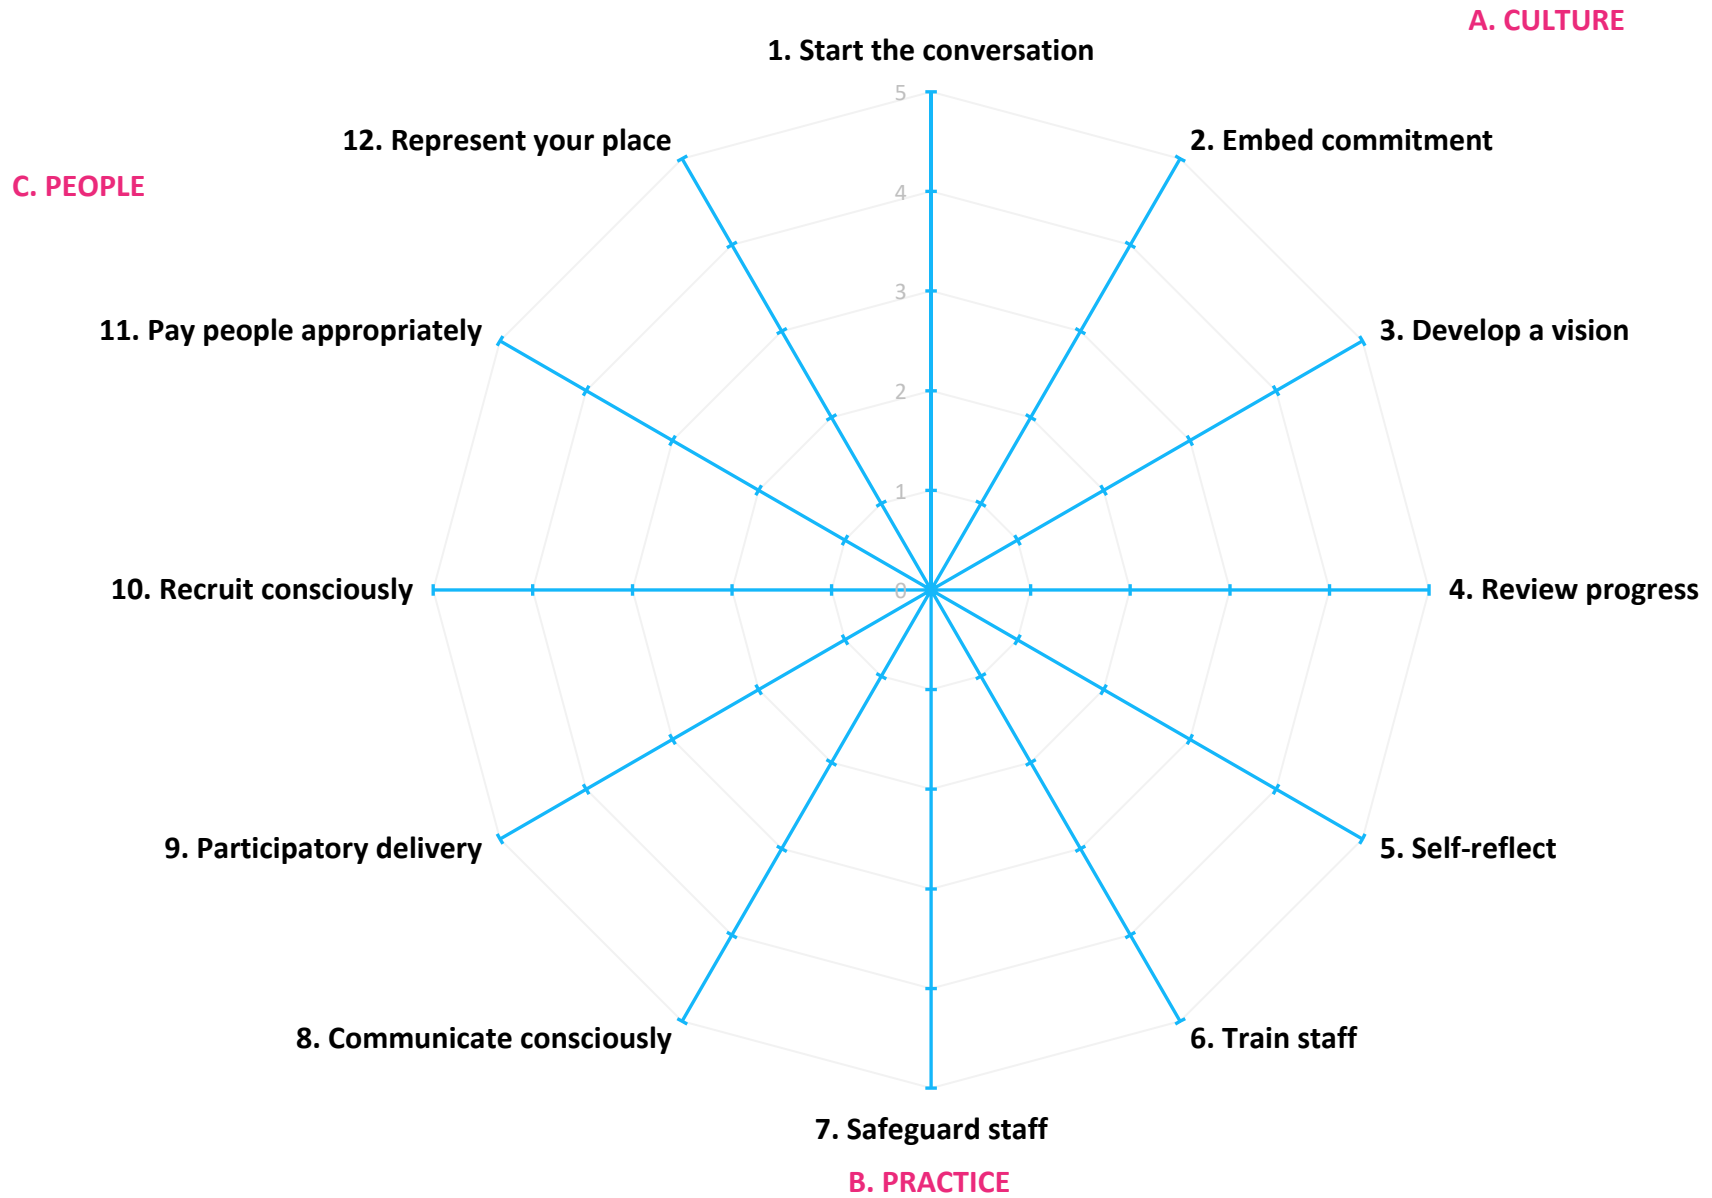 A. CULTURE
1. Start the conversation
5
12. Represent your place
2. Embed commitment
C. PEOPLE
4
3
11. Pay people appropriately
3. Develop a vision
2
1
10. Recruit consciously
0
4. Review progress
9. Participatory delivery
5. Self-reflect
8. Communicate consciously
6. Train staff
7. Safeguard staff
B. PRACTICE